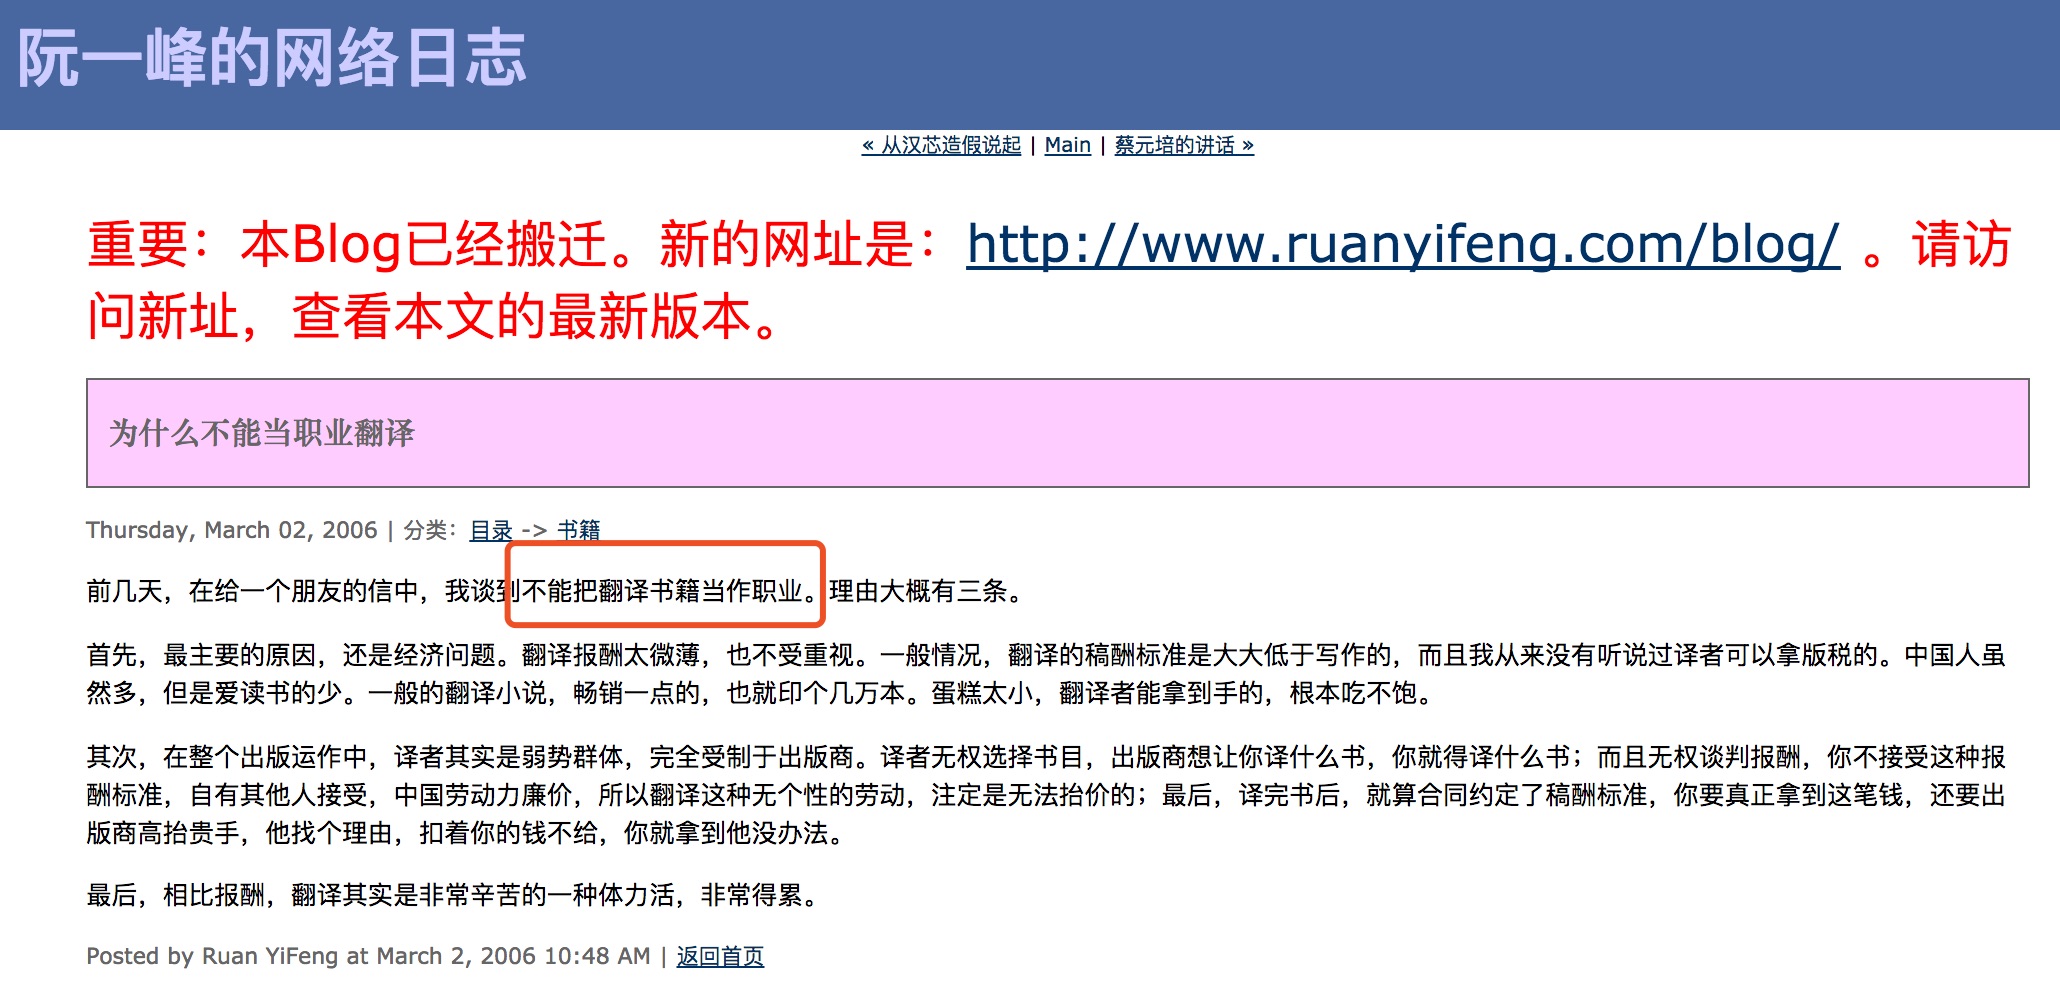 阮一峰的网络日志
« 从汉芯造假说起 | Main | 蔡元培的讲话 »
重要：本Blog已经搬迁。新的网址是：http://www.ruanyifeng.com/blog/ 。请访
问新址，查看本文的最新版本。
为什么不能当职业翻译
Thursday, March 02, 2006 | 分类：目录 -> 书籍
前几天，在给一个朋友的信中，我谈到不能把翻译书籍当作职业。理由大概有三条。
首先，最主要的原因，还是经济问题。翻译报酬太微薄，也不受重视。一般情况，翻译的稿酬标准是大大低于写作的，而且我从来没有听说过译者可以拿版税的。中国人虽
然多，但是爱读书的少。一般的翻译小说，畅销一点的，也就印个几万本。蛋糕太小，翻译者能拿到手的，根本吃不饱。
其次，在整个出版运作中，译者其实是弱势群体，完全受制于出版商。译者无权选择书目，出版商想让你译什么书，你就得译什么书；而且无权谈判报酬，你不接受这种报
酬标准，自有其他人接受，中国劳动力廉价，所以翻译这种无个性的劳动，注定是无法抬价的；最后，译完书后，就算合同约定了稿酬标准，你要真正拿到这笔钱，还要出
版商高抬贵手，他找个理由，扣着你的钱不给，你就拿到他没办法。
最后，相比报酬，翻译其实是非常辛苦的一种体力活，非常得累。
Posted by Ruan YiFeng at March 2, 2006 10:48 AM | 返回首页